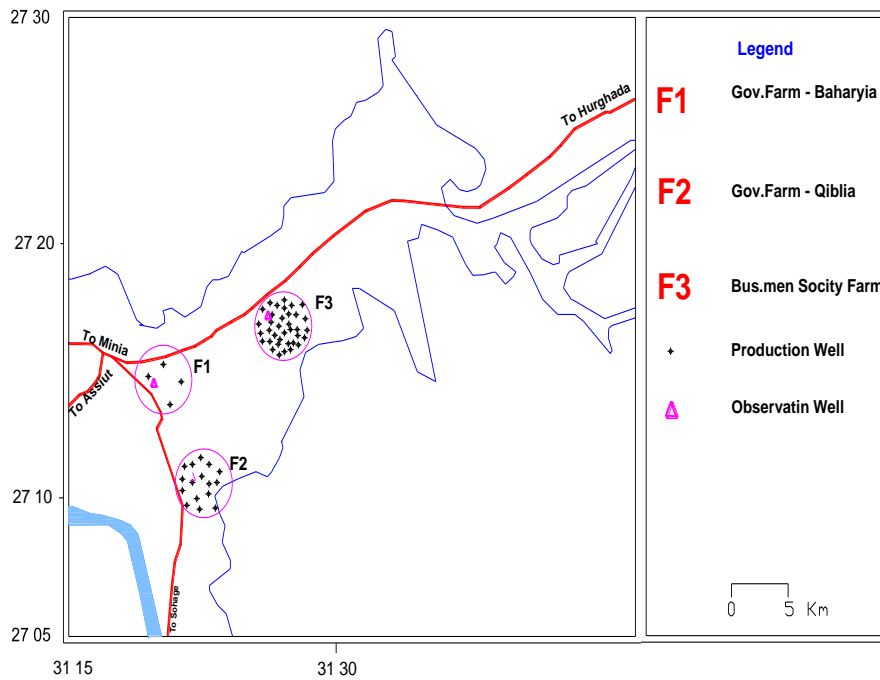 27 30
27 20
27 10
27 05
31 15
31 30
To Hurghada
To Minia
To Assiut
To Sohage
F1
F2
F3
Legend
F1 Gov.Farm - Baharyia
F2 Gov.Farm - Qiblia
F3 Bus.men Socity Farm
Production Well
Observatin Well
0 5 Km